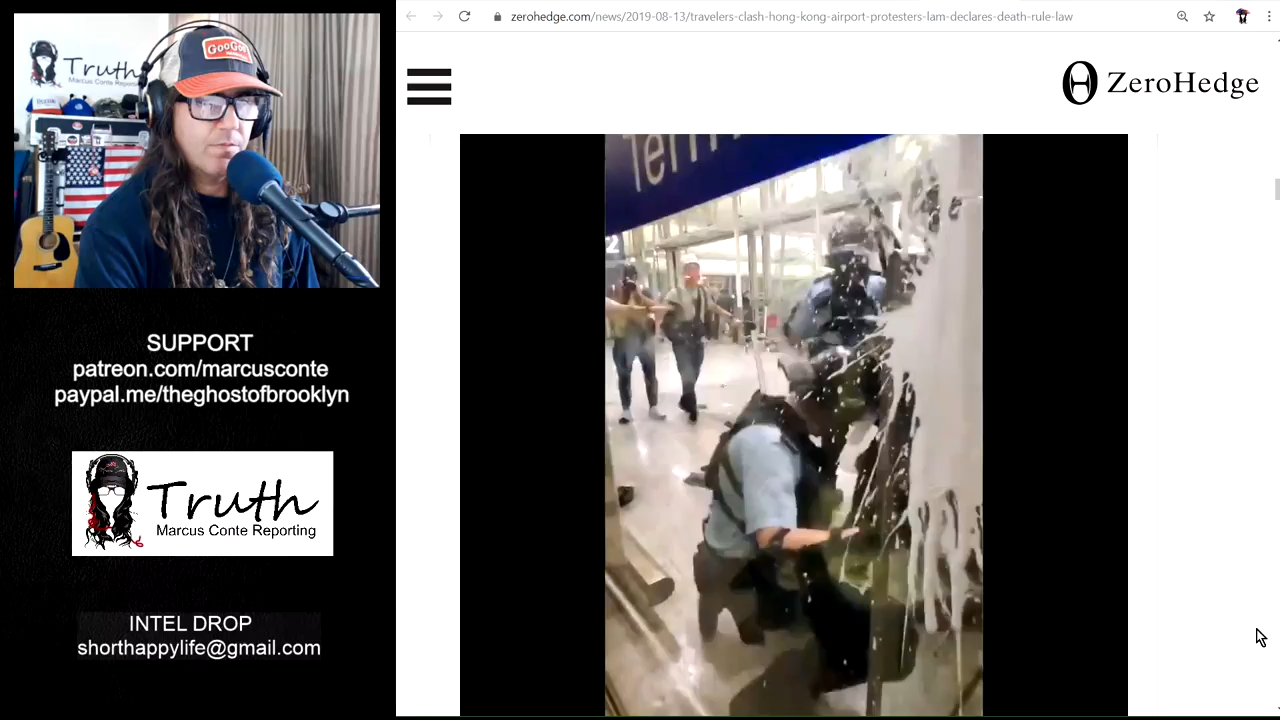 zerohedge.com/news/2019-08-13/travelers-clash-hong-kong-airport-protesters-lam-declares-death-rule-law
ZeroHedge
Truth
Marcus Conte Reporting
GooGoo
Term
2
SUPPORT
patreon.com/marcusconte
paypal.me/theghostofbrooklyn
Truth
Marcus Conte Reporting
INTEL DROP
shorthappylife@gmail.com